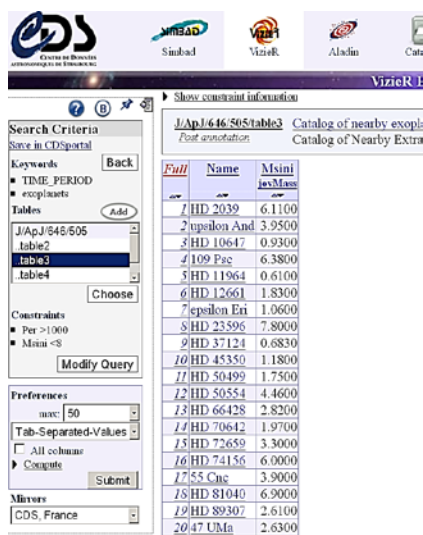 CDS
CENTRE DE DONNÉES
ASTRONOMIQUES DE STRASBOURG
SIMBAD
Simbad
VizieR
VizieR
Aladin
Cata
VizieR E
Search Criteria
Save in CDSportal
Keywords Back
TIME_PERIOD
exoplanets
Tables Add
J/ApJ/646/505
..table2
..table3
..table4
Choose
Constraints
Per >1000
Msini <8
Modify Query
Preferences
max: 50
Tab-Separated-Values
All columns
Compute
Submit
Mirrors
CDS, France
Show constraint information
J/ApJ/646/505/table3 Catalog of nearby exopla
Post annotation Catalog of Nearby Extra
Full Name Msini
jovMass
1 HD 2039 6.1100
2 upsilon And 3.9500
3 HD 10647 0.9300
4 109 Psc 6.3800
5 HD 11964 0.6100
6 HD 12661 1.8300
7 epsilon Eri 1.0600
8 HD 23596 7.8000
9 HD 37124 0.6830
10 HD 45350 1.1800
11 HD 50499 1.7500
12 HD 50554 4.4600
13 HD 66428 2.8200
14 HD 70642 1.9700
15 HD 72659 3.3000
16 HD 74156 6.0000
17 55 Cnc 3.9000
18 HD 81040 6.9000
19 HD 89307 2.6100
20 47 UMa 2.6300